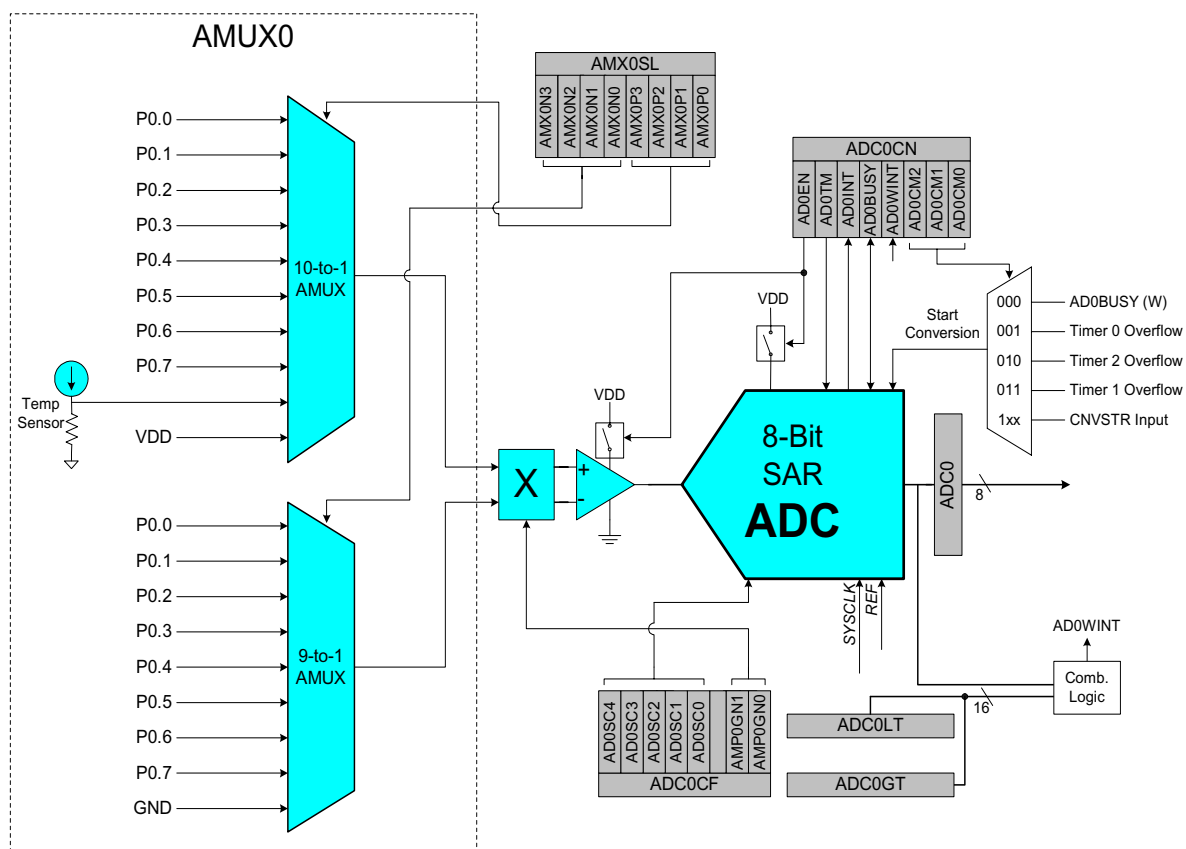 AMUX0
P0.0
P0.1
P0.2
P0.3
P0.4
P0.5
P0.6
P0.7
Temp
Sensor
VDD
10-to-1
AMUX
P0.0
P0.1
P0.2
P0.3
P0.4
P0.5
P0.6
P0.7
GND
9-to-1
AMUX
AMX0SL
AMX0N3
AMX0N2
AMX0N1
AMX0N0
AMX0P3
AMX0P2
AMX0P1
AMX0P0
ADC0CN
AD0EN
AD0TM
AD0INT
AD0BUSY
AD0WINT
AD0CM2
AD0CM1
AD0CM0
VDD
Start
Conversion
000
AD0BUSY (W)
001
Timer 0 Overflow
010
Timer 2 Overflow
011
Timer 1 Overflow
1xx
CNVSTR Input
VDD
X
+
-
8-Bit
SAR
ADC
ADC0
8
SYSCLK
REF
AD0WINT
Comb.
Logic
16
ADC0LT
ADC0GT
AD0SC4
AD0SC3
AD0SC2
AD0SC1
AD0SC0
AMP0GN1
AMP0GN0
ADC0CF